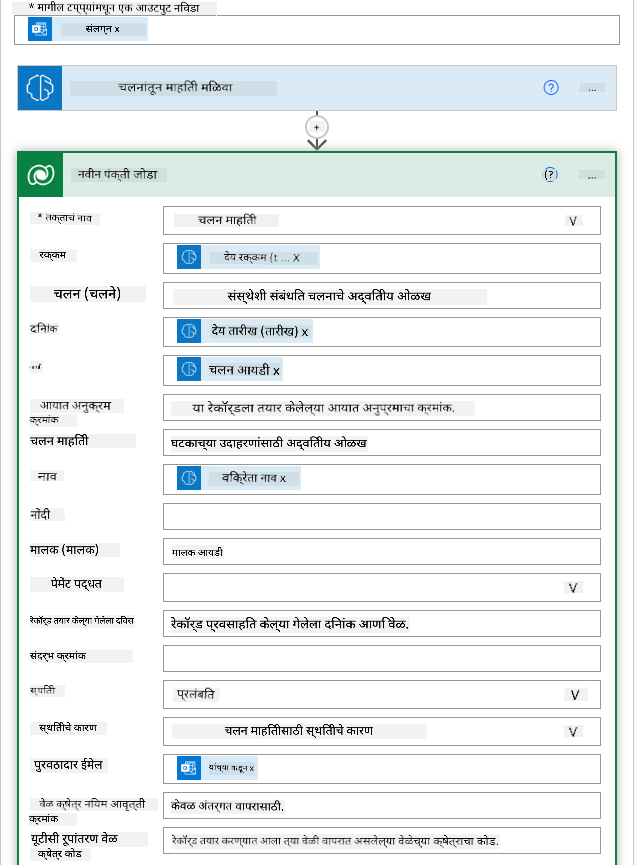 * मागील टप्प्यांमधून एक आउटपुट निवडा
संलग्न x
चलनांतून माहिती मिळवा
? ...
+
नवीन पंक्ती जोडा
? ...
* तक्ताचं नाव
चलन माहिती V
रक्कम
देय रक्कम (t ... X
चलन (चलने)
संस्थेशी संबंधित चलनाचे अद्वितीय ओळख
दिनांक
देय तारीख (तारीख) x
चलन आयडी x
आयात अनुक्रम
क्रमांक
या रेकॉर्डला तयार केलेल्या आयात अनुप्रमाचा क्रमांक.
चलन माहिती
घटकाच्या उदाहरणांसाठी अद्वितीय ओळख
नाव
विक्रेता नाव x
नोंदी
मालक (मालक)
मालक आयडी
पेमेंट पद्धत
V
रेकॉर्ड तयार केल्या गेलेला दिवस
रेकॉर्ड प्रवसाहित केल्या गेलेला दिनांक आणि वेळ.
संदर्भ क्रमांक
स्थिती
प्रलंबित V
स्थितीचे कारण
चलन माहितीसाठी स्थितीचे कारण V
पुरवठादार ईमेल
यांच्या कडून x
वेळ क्षेत्र नियम आवृत्ती
क्रमांक
केवळ अंतर्गत वापरासाठी.
यूटीसी रूपांतरण वेळ
क्षेत्र कोड
रेकॉर्ड तयार करण्यात आला त्या वेळी वापरात असलेल्या वेळेच्या क्षेत्राचा कोड.